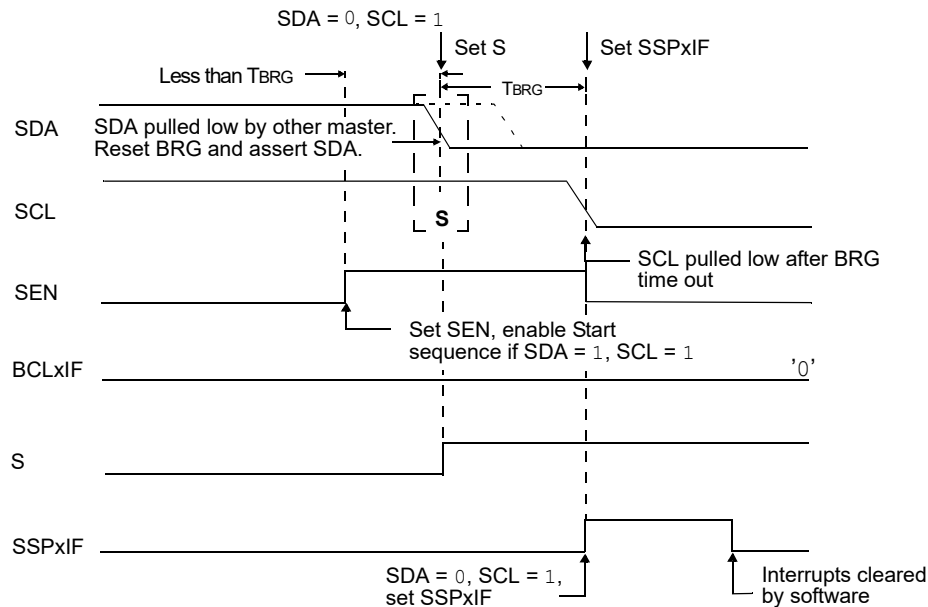 SDA = 0, SCL = 1
Set S
Set SSPxIF
Less than TBRG
TBRG
SDA
SDA pulled low by other master.
Reset BRG and assert SDA.
SCL
S
SCL pulled low after BRG
time out
SEN
Set SEN, enable Start
sequence if SDA = 1, SCL = 1
BCLxIF
'0'
S
SSPxIF
SDA = 0, SCL = 1,
set SSPxIF
Interrupts cleared
by software